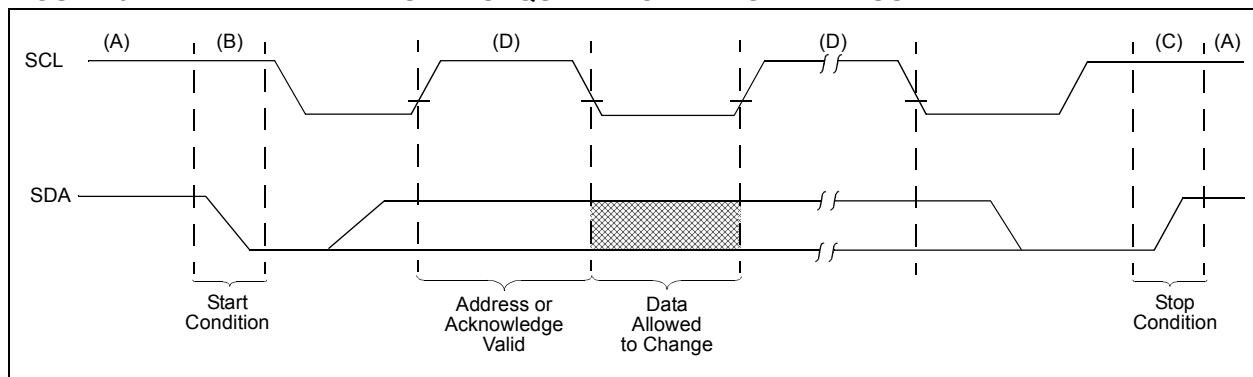 (A) (B) (D) (D) (C) (A)
SCL
SDA
Start
Condition
Address or
Acknowledge
Valid
Data
Allowed
to Change
Stop
Condition